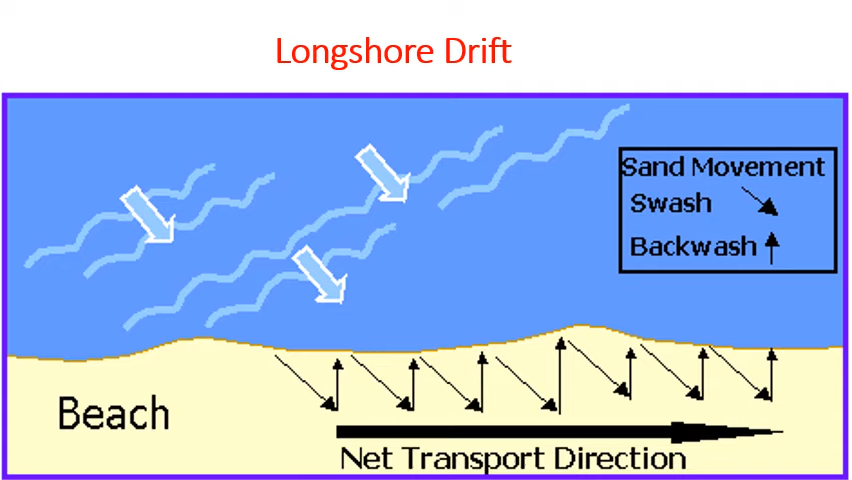 Longshore Drift
Sand Movement
Swash
Backwash
Beach
Net Transport Direction